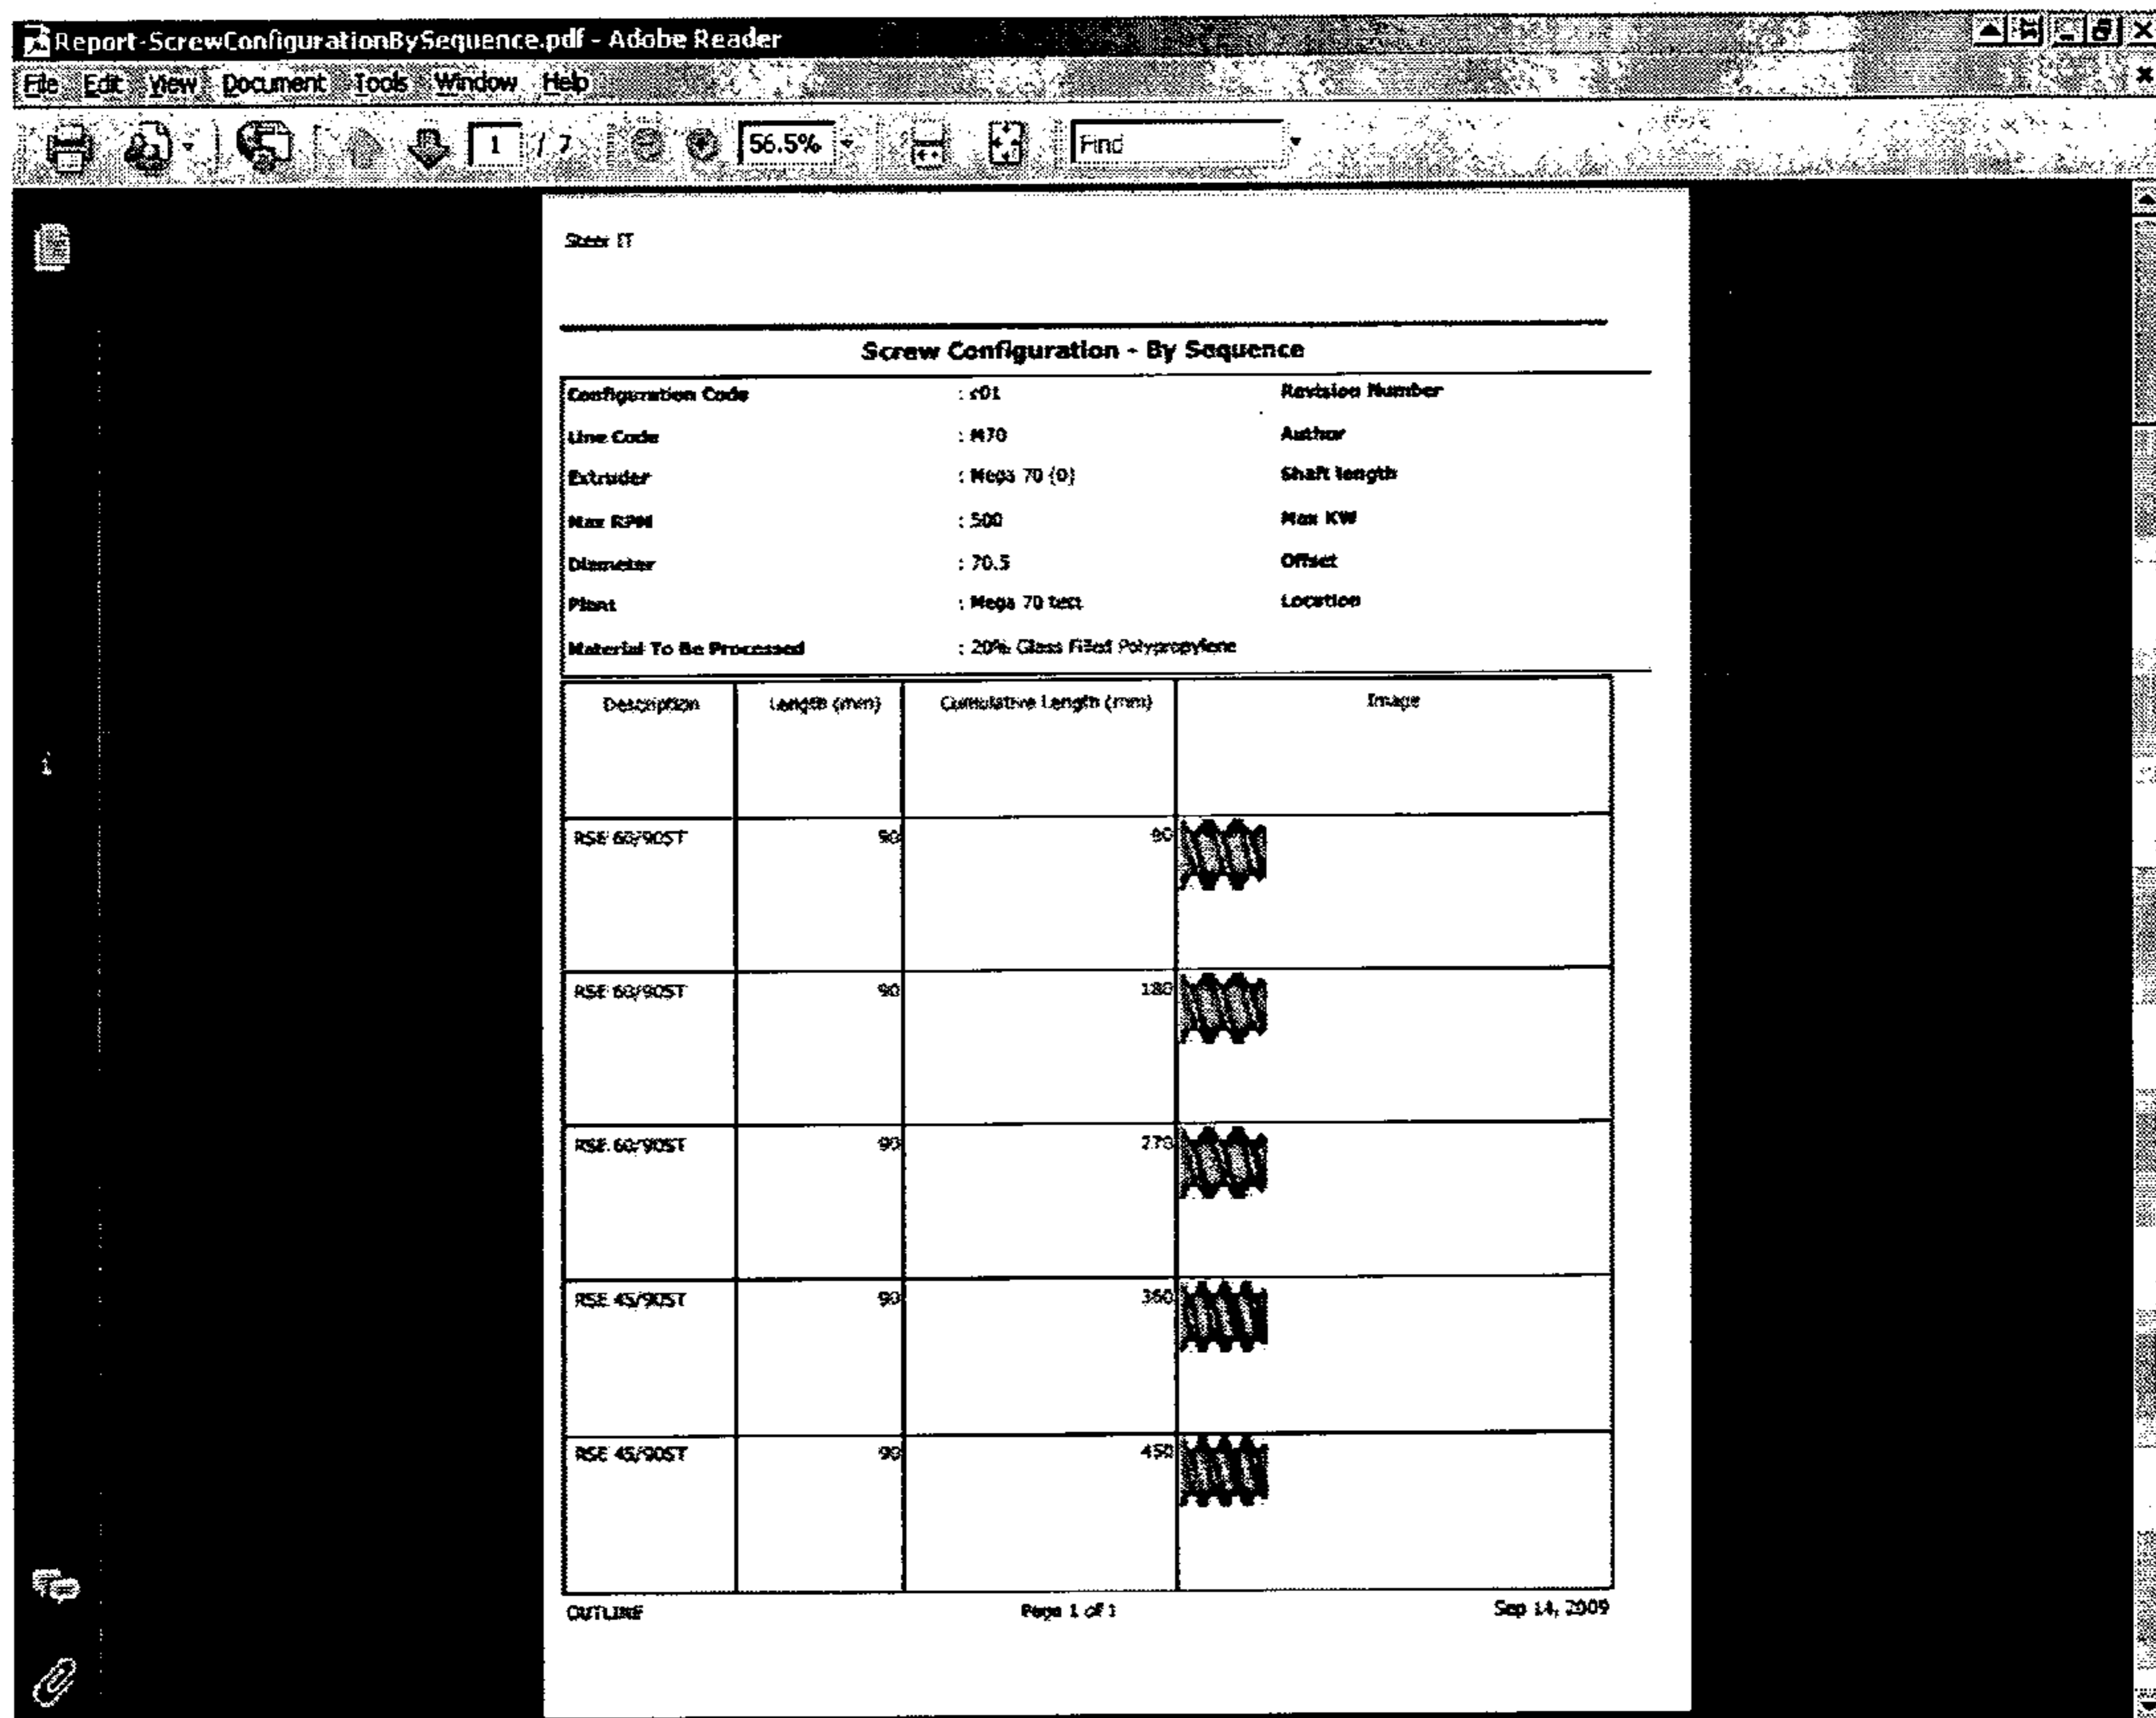 Report-ScrewConfigurationBySequence.pdf - Adobe Reader
File Edit View Document Tools Window Help
1 / 7 56.5% Find
Steer IT
Screw Configuration - By Sequence
Configuration Code : c01 Revision Number
Line Code : M70 Author
Extruder : Mega 70 (0) Shaft length
Max RPM : 500 Max KW
Diameter : 70.5 Offset
Plant : Mega 70 test Location
Material To Be Processed : 20% Glass Filled Polypropylene
Description Length (mm) Cumulative Length (mm) Image
RSE 60/90ST 90 90
RSE 60/90ST 90 180
RSE 60/90ST 90 270
RSE 45/90ST 90 360
RSE 45/90ST 90 450
OUTLINE Page 1 of 1 Sep 14, 2009